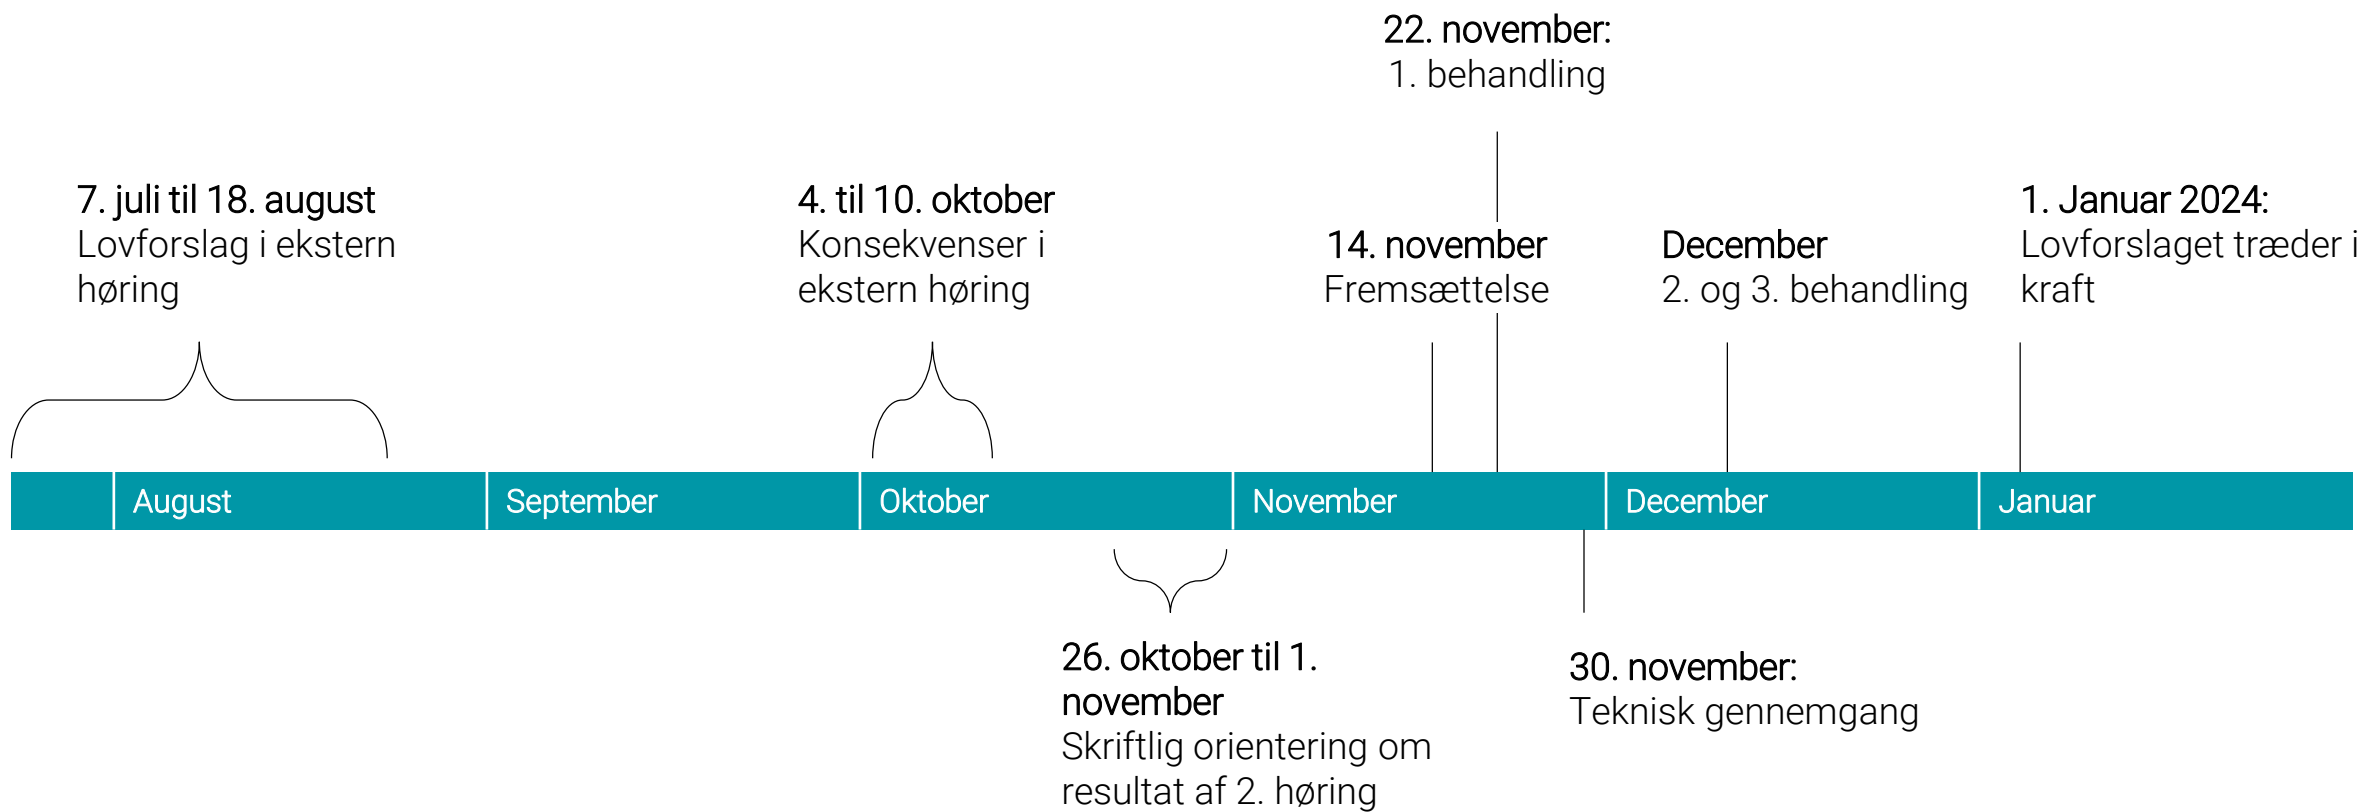 22. november:
1. behandling
7. juli til 18. august
Lovforslag i ekstern
høring
4. til 10. oktober
Konsekvenser i
ekstern høring
14. november
Fremsættelse
December
2. og 3. behandling
1. Januar 2024:
Lovforslaget træder i
kraft
August
September
Oktober
November
December
Januar
26. oktober til 1.
november
Skriftlig orientering om
resultat af 2. høring
30. november:
Teknisk gennemgang